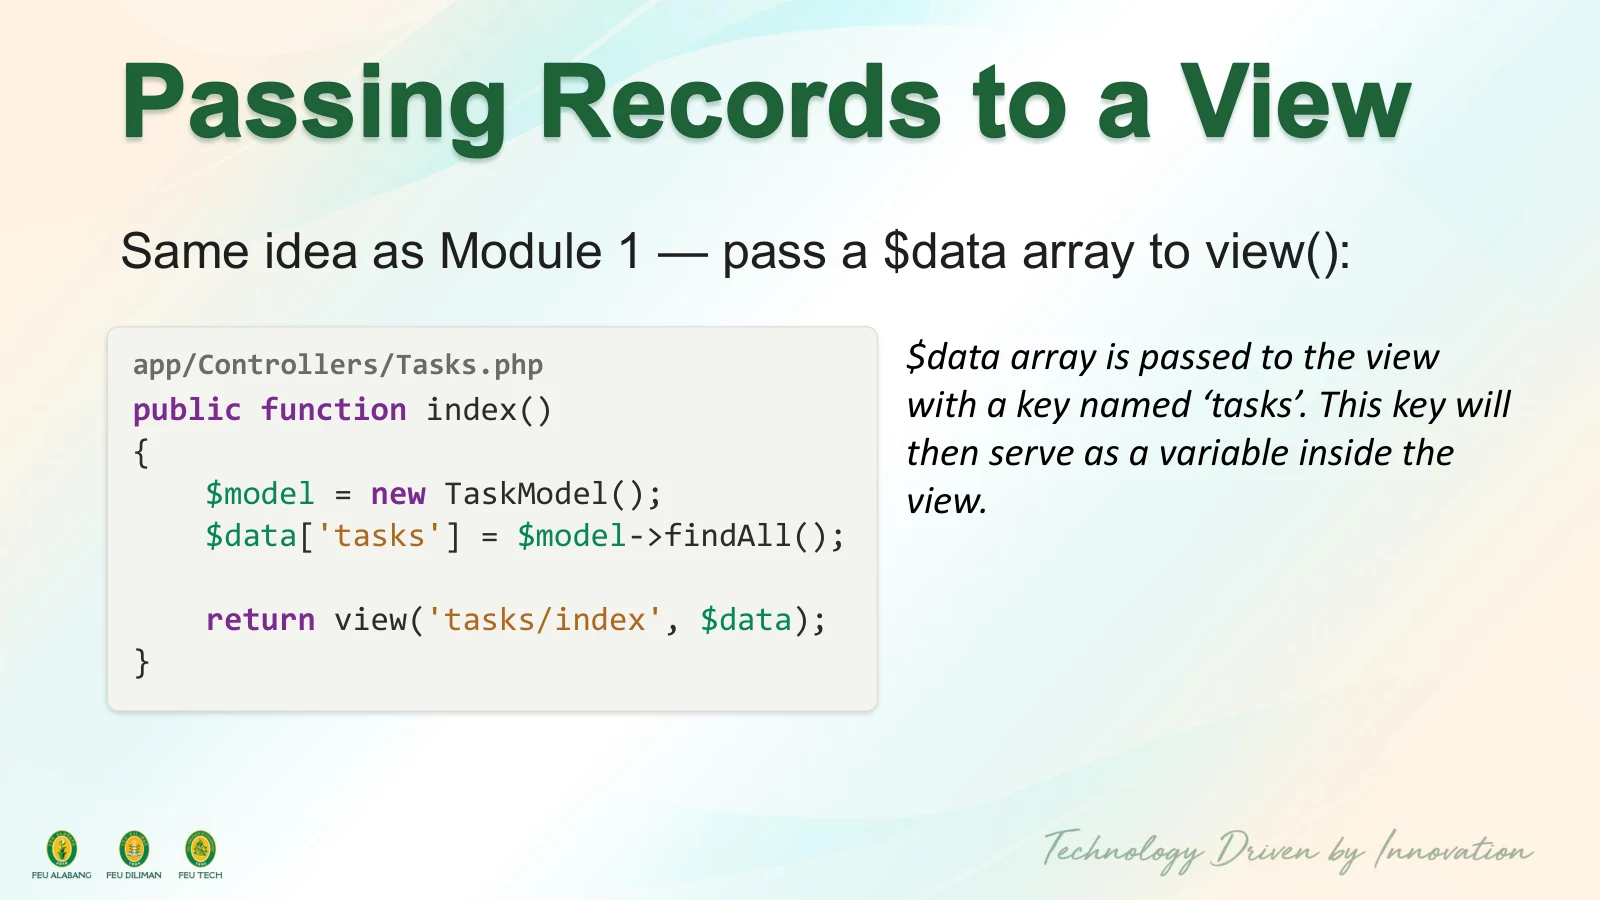 Passing Records to a View
Same idea as Module 1 — pass a $data array to view():
app/Controllers/Tasks.php
public function index()
{
    $model = new TaskModel();
    $data['tasks'] = $model->findAll();
    return view('tasks/index', $data);
}
$data array is passed to the view
with a key named ‘tasks’. This key will
then serve as a variable inside the
view.
FEU ALABANG
FEU DILIMAN
FEU TECH
Technology Driven by Innovation